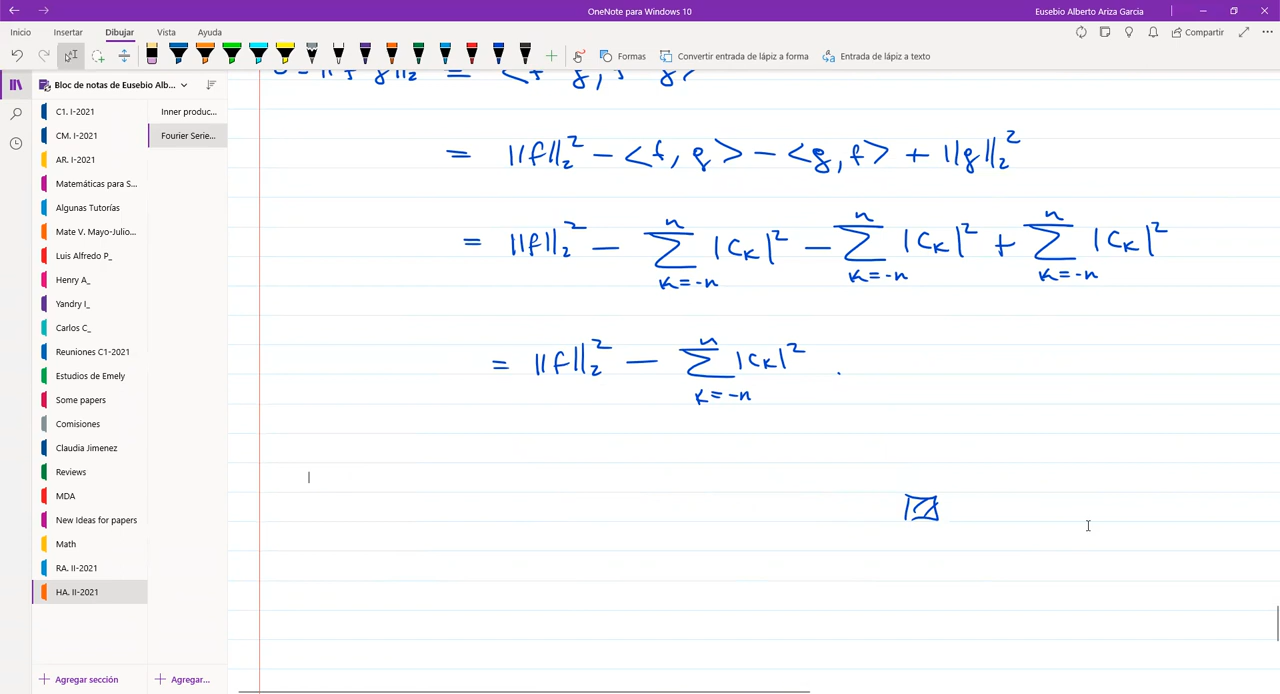 OneNote para Windows 10
Eusebio Alberto Ariza Garcia
Inicio Insertar Dibujar Vista Ayuda
Compartir
Formas Convertir entrada de lápiz a forma Entrada de lápiz a texto
Bloc de notas de Eusebio Alb...
C1. I-2021
CM. I-2021
AR. I-2021
Matemáticas para S...
Algunas Tutorías
Mate V. Mayo-Julio...
Luis Alfredo P_
Henry A_
Yandry I_
Carlos C_
Reuniones C1-2021
Estudios de Emely
Some papers
Comisiones
Claudia Jimenez
Reviews
MDA
New Ideas for papers
Math
RA. II-2021
HA. II-2021
Agregar sección
Inner produc...
Fourier Serie...
Agregar...
= ||f||₂² - <f, g> - <g, f> + ||g||₂²
= ||f||₂² - ∑_{k=-n}^{n} |c_k|² - ∑_{k=-n}^{n} |c_k|² + ∑_{k=-n}^{n} |c_k|²
= ||f||₂² - ∑_{k=-n}^{n} |c_k|² .